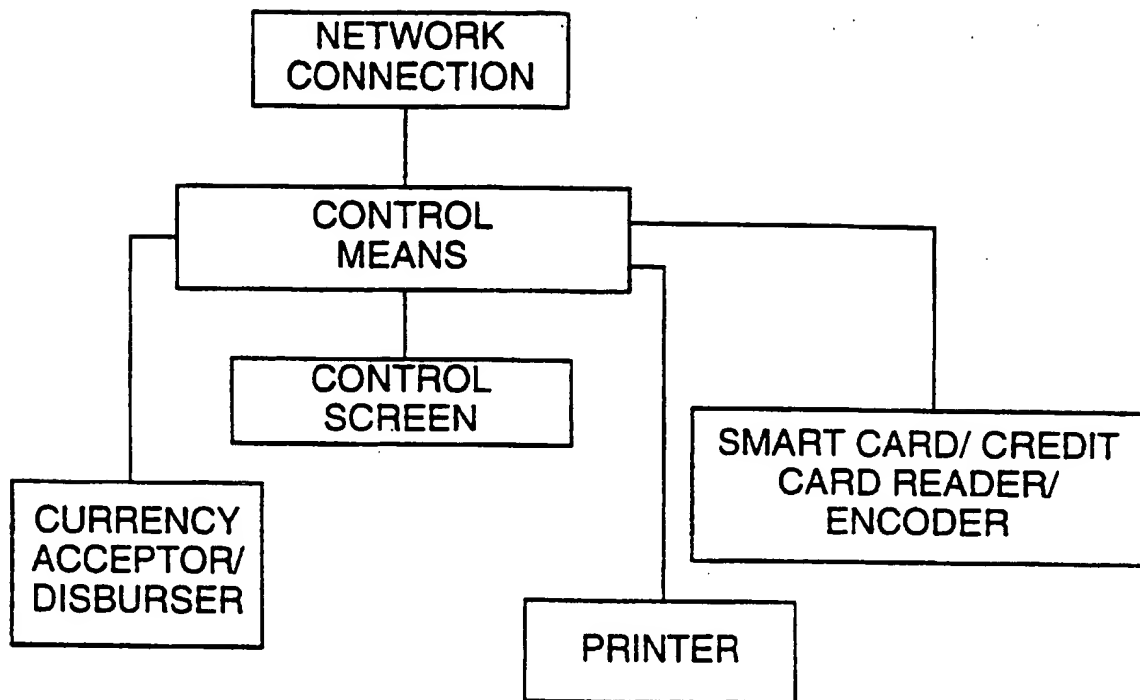 NETWORK
CONNECTION
CONTROL
MEANS
CONTROL
SCREEN
SMART CARD/ CREDIT
CARD READER/
ENCODER
CURRENCY
ACCEPTOR/
DISBURSER
PRINTER